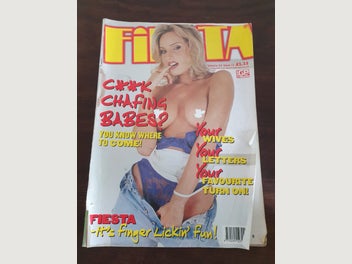 FIESTA
C**K
CHAFING
BABES?
YOU KNOW WHERE
TO COME!
Your
WIVES
Your
LETTERS
Your
FAVOURITE
TURN ON!
FIESTA
-It's finger Lickin' fun!